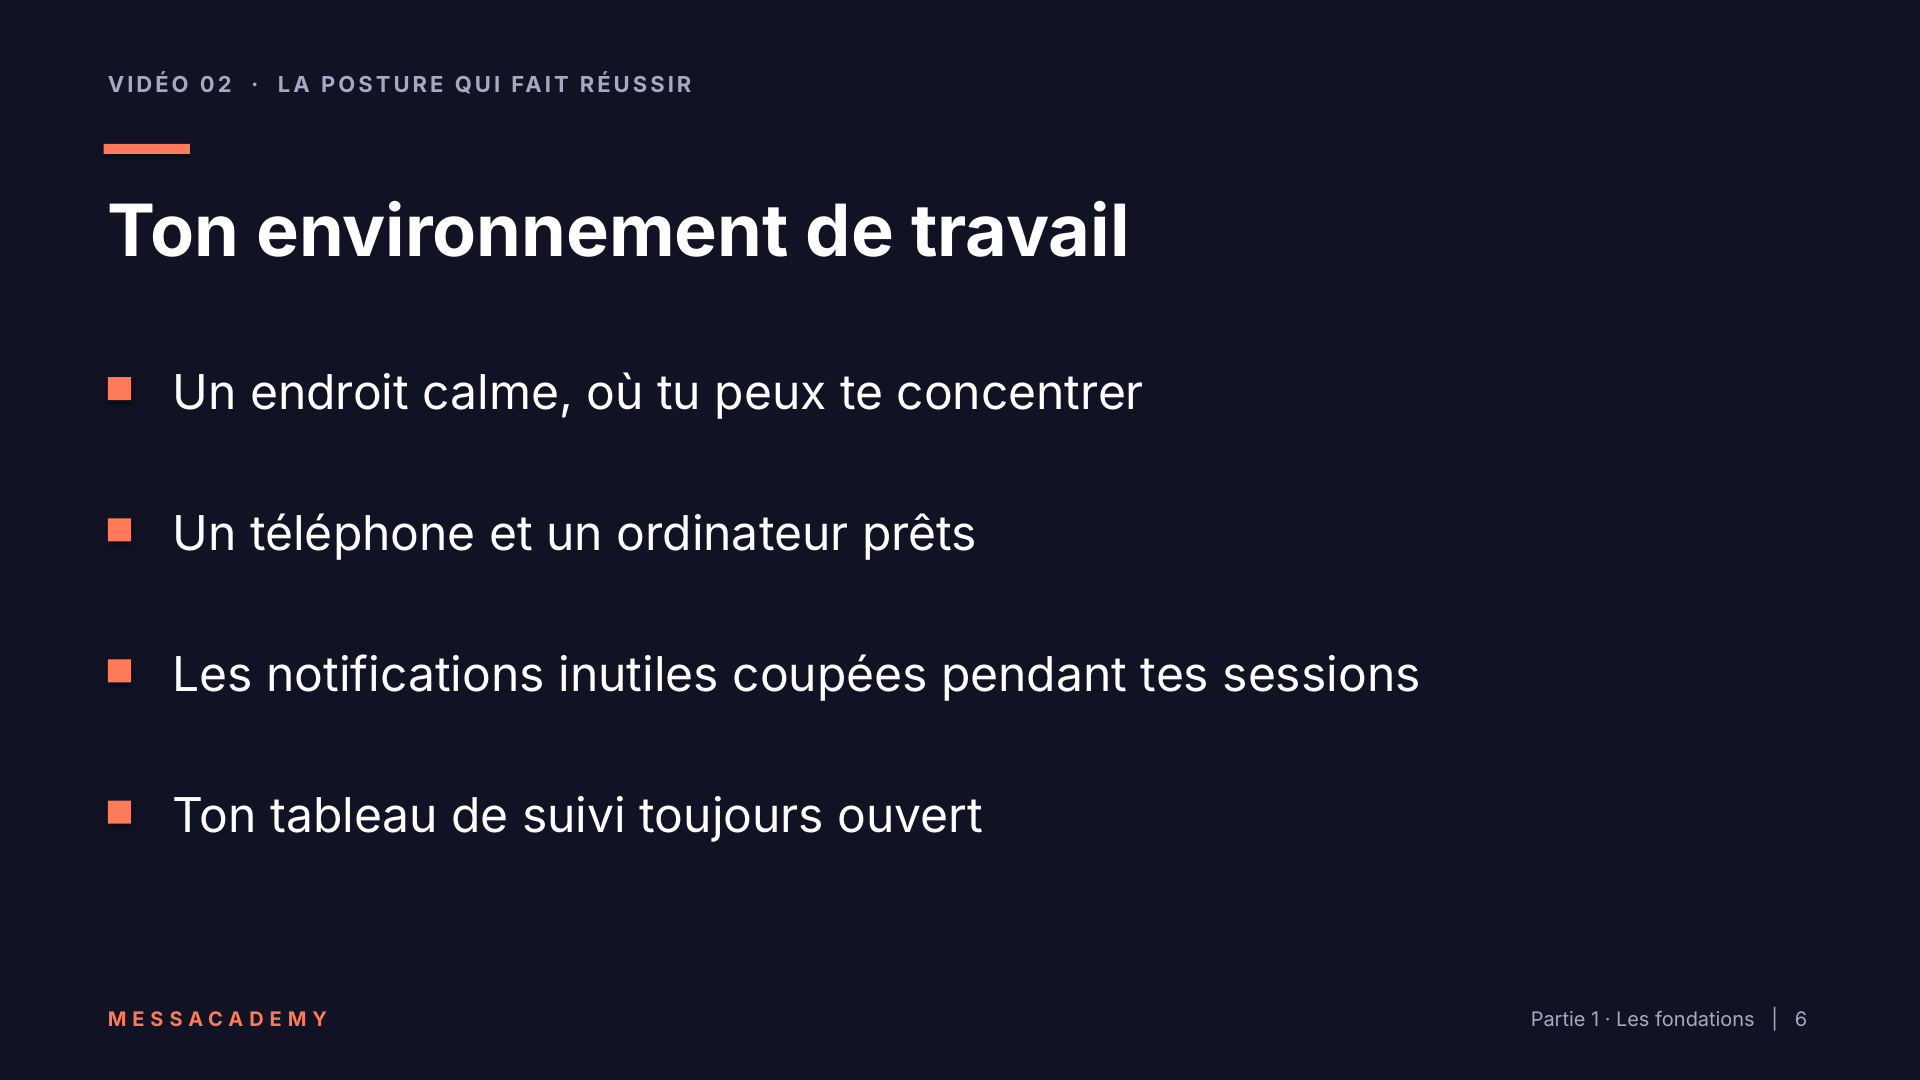 VIDÉO 02 · LA POSTURE QUI FAIT RÉUSSIR
Ton environnement de travail
Un endroit calme, où tu peux te concentrer
Un téléphone et un ordinateur prêts
Les notifications inutiles coupées pendant tes sessions
Ton tableau de suivi toujours ouvert
MESSACADEMY
Partie 1 · Les fondations | 6